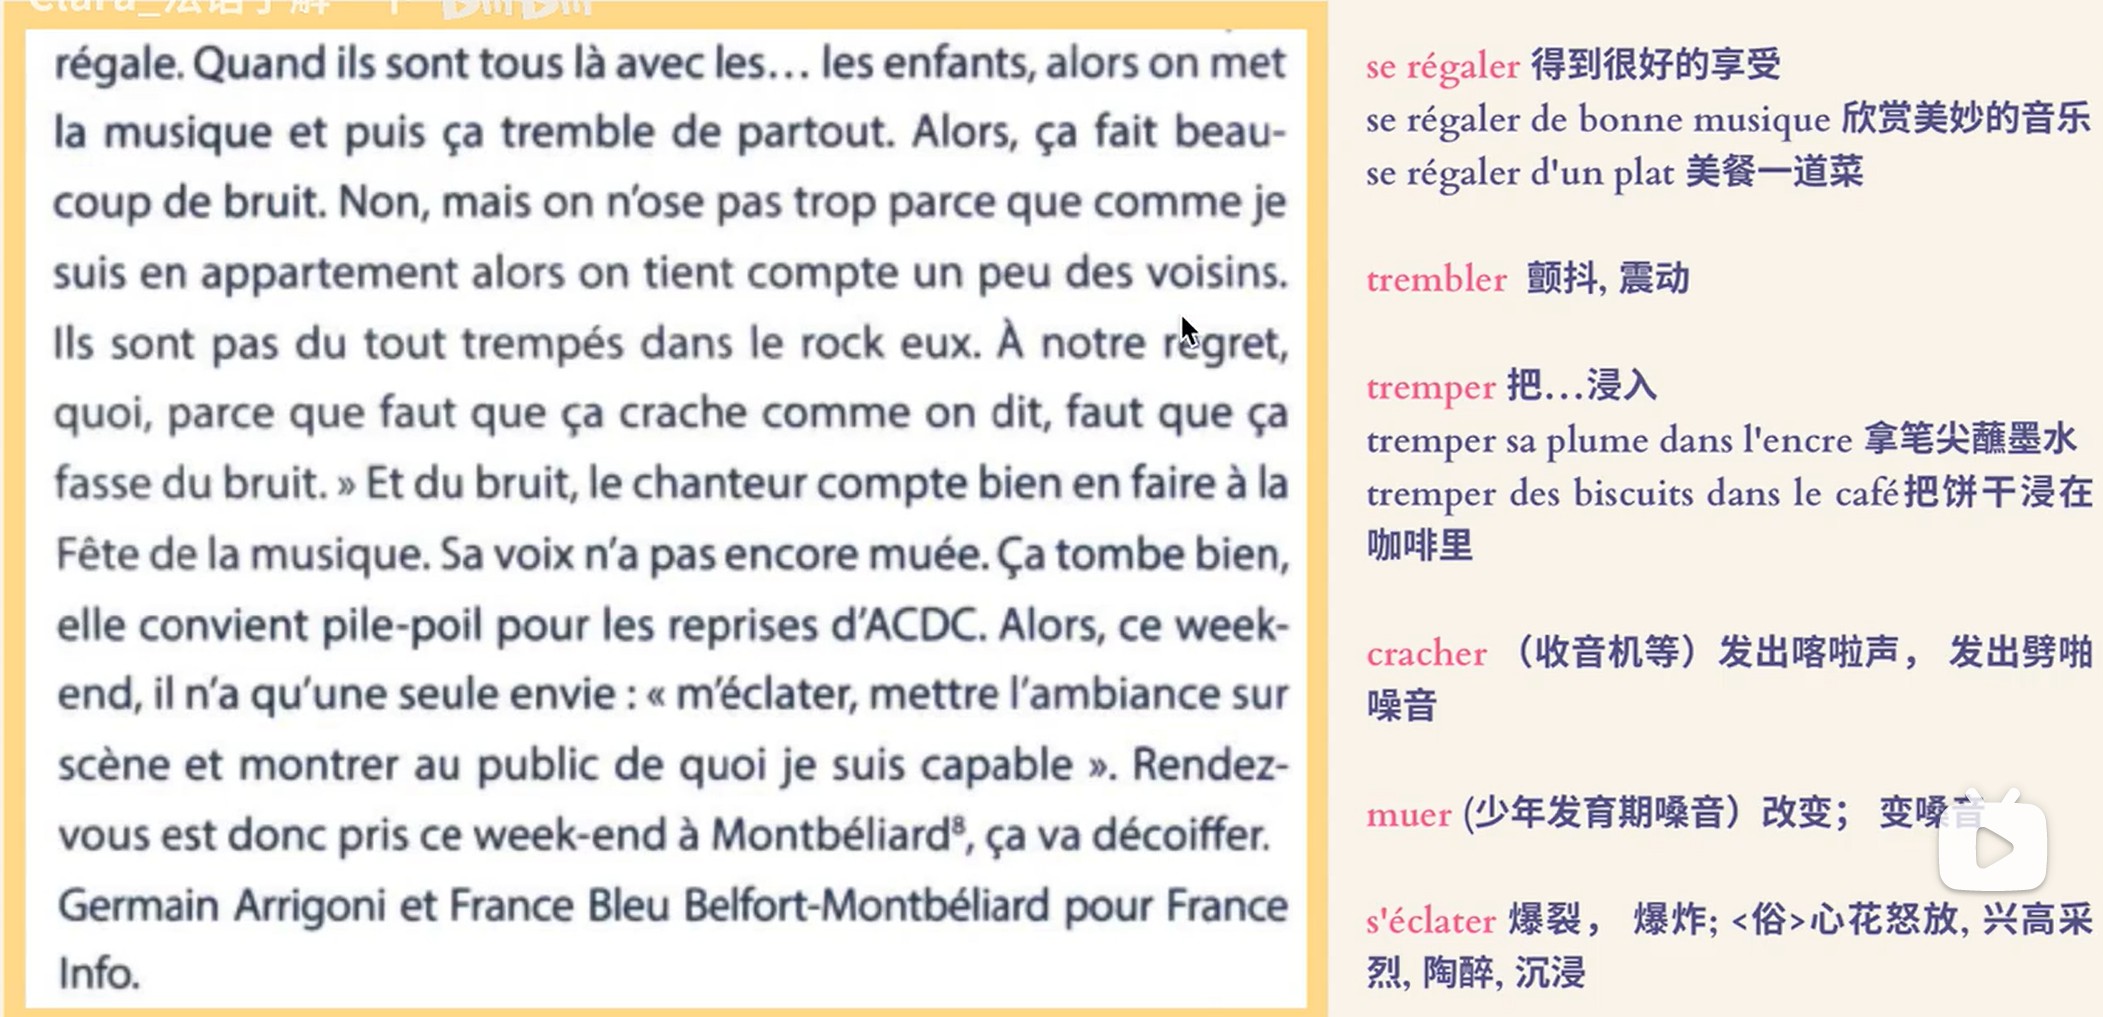 régale. Quand ils sont tous là avec les... les enfants, alors on met
la musique et puis ça tremble de partout. Alors, ça fait beau-
coup de bruit. Non, mais on n'ose pas trop parce que comme je
suis en appartement alors on tient compte un peu des voisins.
Ils sont pas du tout trempés dans le rock eux. À notre regret,
quoi, parce que faut que ça crache comme on dit, faut que ça
fasse du bruit. » Et du bruit, le chanteur compte bien en faire à la
Fête de la musique. Sa voix n'a pas encore muée. Ça tombe bien,
elle convient pile-poil pour les reprises d'ACDC. Alors, ce week-
end, il n'a qu'une seule envie : « m'éclater, mettre l'ambiance sur
scène et montrer au public de quoi je suis capable ». Rendez-
vous est donc pris ce week-end à Montbéliard⁸, ça va décoiffer.
Germain Arrigoni et France Bleu Belfort-Montbéliard pour France
Info.
se régaler 得到很好的享受
se régaler de bonne musique 欣赏美妙的音乐
se régaler d'un plat 美餐一道菜
trembler 颤抖, 震动
tremper 把...浸入
tremper sa plume dans l'encre 拿笔尖蘸墨水
tremper des biscuits dans le café把饼干浸在
咖啡里
cracher （收音机等）发出喀啦声， 发出劈啪
噪音
muer (少年发育期嗓音）改变； 变嗓音
s'éclater 爆裂， 爆炸; <俗>心花怒放, 兴高采
烈, 陶醉, 沉浸